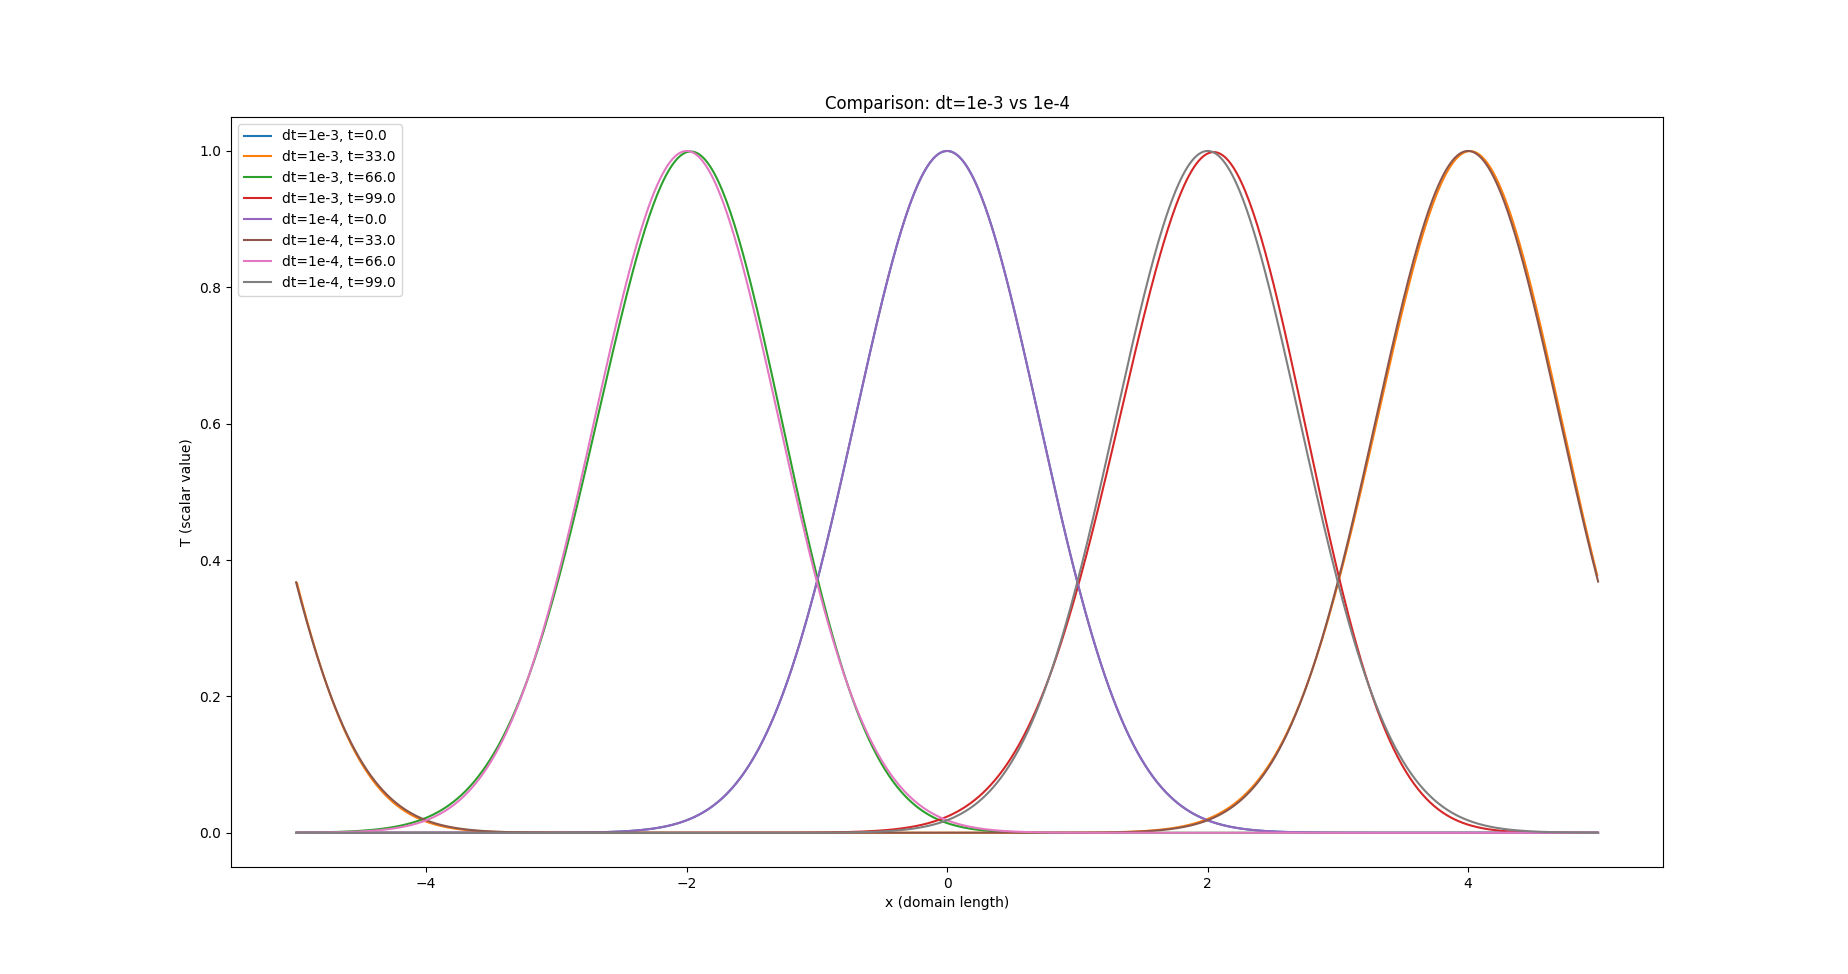 Comparison: dt=1e-3 vs 1e-4
dt=1e-3, t=0.0
dt=1e-3, t=33.0
dt=1e-3, t=66.0
dt=1e-3, t=99.0
dt=1e-4, t=0.0
dt=1e-4, t=33.0
dt=1e-4, t=66.0
dt=1e-4, t=99.0
1.0
0.8
0.6
0.4
0.2
0.0
T (scalar value)
−4 −2 0 2 4
x (domain length)